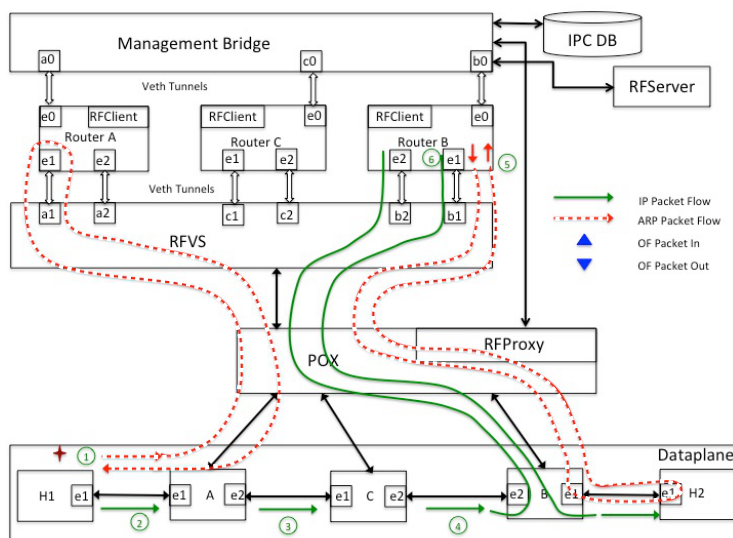 Management Bridge
IPC DB
RFServer
a0
c0
b0
Veth Tunnels
e0
RFClient
Router A
e1
e2
RFClient
e0
Router C
e1
e2
RFClient
e0
Router B
e2
6
e1
5
Veth Tunnels
a1
a2
c1
c2
b2
b1
RFVS
IP Packet Flow
ARP Packet Flow
OF Packet In
OF Packet Out
RFProxy
POX
Dataplane
1
H1
e1
e1
A
e2
e1
C
e2
e2
B
e1
e1
H2
2
3
4